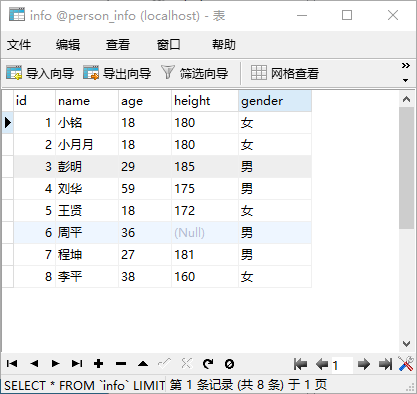 info @person_info (localhost) - 表
文件 编辑 查看 窗口 帮助
导入向导 导出向导 筛选向导 网格查看
id name age height gender
1 小铭 18 180 女
2 小月月 18 180 女
3 彭明 29 185 男
4 刘华 59 175 男
5 王贤 18 172 女
6 周平 36 (Null) 男
7 程坤 27 181 男
8 李平 38 160 女
1
SELECT * FROM `info` LIMIT 第 1 条记录 (共 8 条) 于 1 页